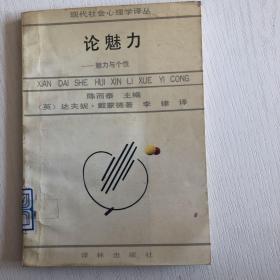 现代社会心理学译丛
论魅力
——魅力与个性
XIAN DAI SHE HUI XIN LI XUE YI CONG
陈而泰 主编
(英) 达夫妮·戴蒙德著 李锋 译
译林出版社